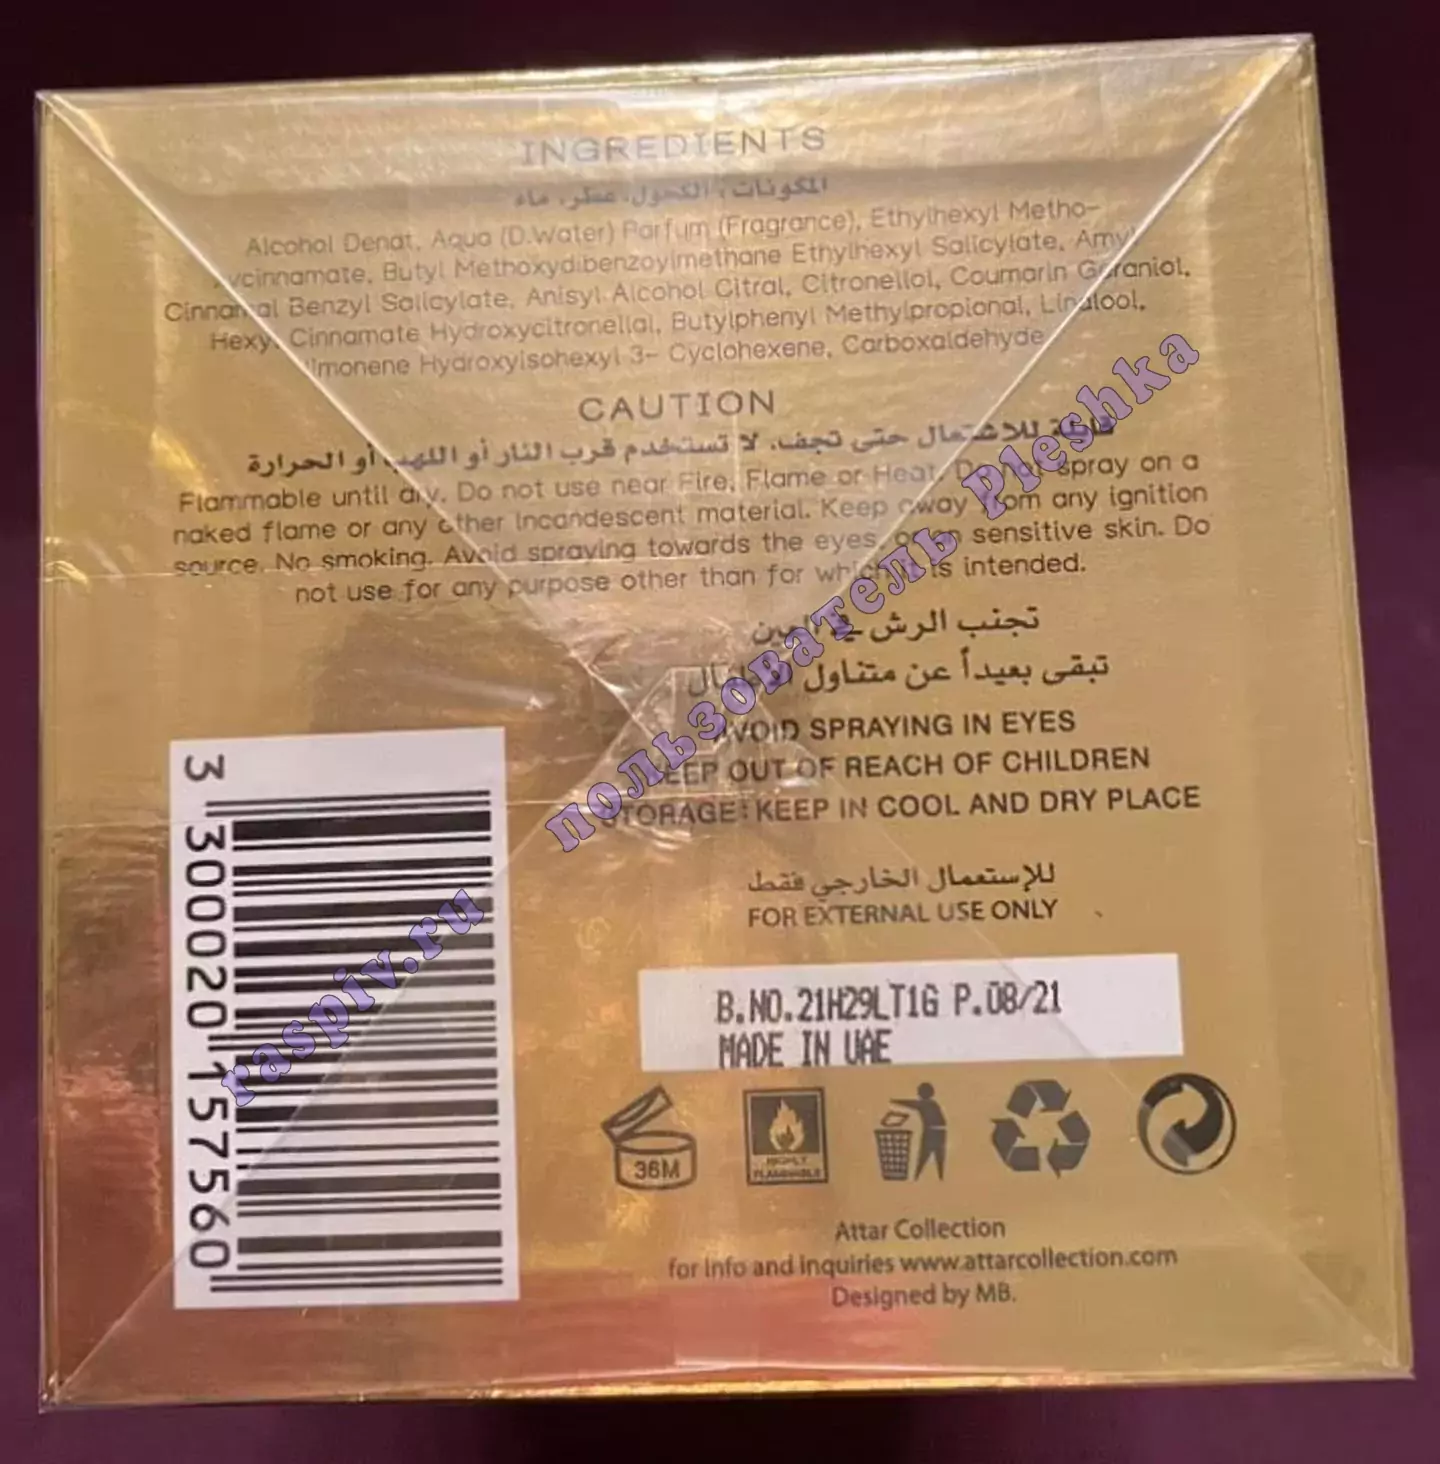 INGREDIENTS
المكونات: الكحول، عطر، ماء
Alcohol Denat, Aqua (D.Water) Parfum (Fragrance), Ethylhexyl Metho-
ycinnamate, Butyl Methoxydibenzoylmethane Ethylhexyl Salicylate, Amyl
Cinnamal Benzyl Salicylate, Anisyl Alcohol Citral, Citronellol, Coumarin Geraniol,
Hexyl Cinnamate Hydroxycitronellal, Butylphenyl Methylpropional, Linalool,
limonene Hydroxyisohexyl 3- Cyclohexene, Carboxaldehyde
CAUTION
قابلة للاشتعال حتى تجف، لا تستخدم قرب النار أو اللهب أو الحرارة
Flammable until dry. Do not use near Fire, Flame or Heat. Do not spray on a
naked flame or any other Incandescent material. Keep away from any ignition
source. No smoking. Avoid spraying towards the eyes or on sensitive skin. Do
not use for any purpose other than for which it is intended.
تجنب الرش في العين
تبقى بعيداً عن متناول الأطفال
AVOID SPRAYING IN EYES
KEEP OUT OF REACH OF CHILDREN
STORAGE: KEEP IN COOL AND DRY PLACE
للإستعمال الخارجي فقط
FOR EXTERNAL USE ONLY
B.NO.21H29LT1G P.08/21
MADE IN UAE
36M
HIGHLY
FLAMMABLE
Attar Collection
for Info and Inquiries www.attarcollection.com
Designed by MB.
3 300020 157560
пользователь Pleshka
raspiv.ru